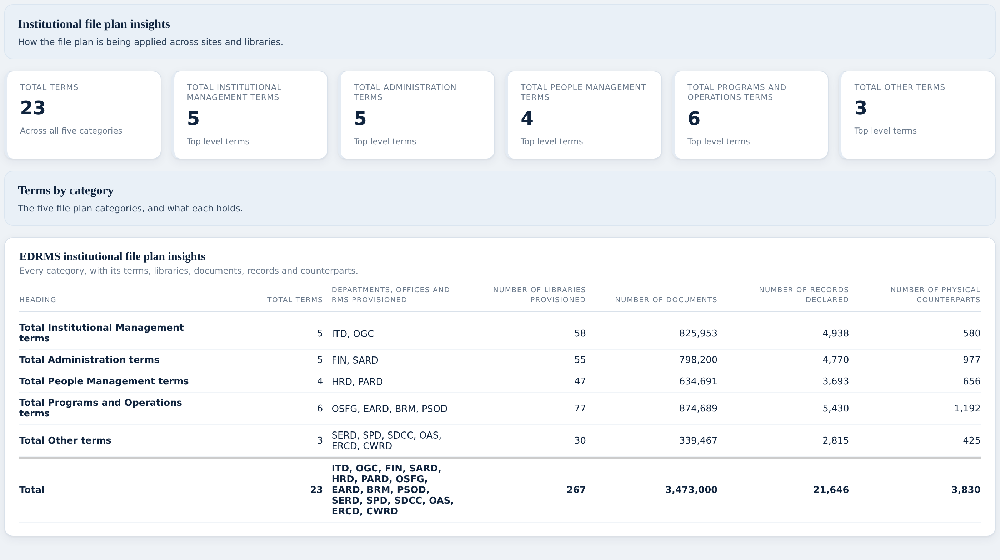 Institutional file plan insights
How the file plan is being applied across sites and libraries.
TOTAL TERMS
23
Across all five categories
TOTAL INSTITUTIONAL
MANAGEMENT TERMS
5
Top level terms
TOTAL ADMINISTRATION
TERMS
5
Top level terms
TOTAL PEOPLE MANAGEMENT
TERMS
4
Top level terms
TOTAL PROGRAMS AND
OPERATIONS TERMS
6
Top level terms
TOTAL OTHER TERMS
3
Top level terms
Terms by category
The five file plan categories, and what each holds.
EDRMS institutional file plan insights
Every category, with its terms, libraries, documents, records and counterparts.
HEADING
TOTAL TERMS
DEPARTMENTS, OFFICES AND
RMS PROVISIONED
NUMBER OF LIBRARIES
PROVISIONED
NUMBER OF DOCUMENTS
NUMBER OF RECORDS
DECLARED
NUMBER OF PHYSICAL
COUNTERPARTS
Total Institutional Management
terms
5
ITD, OGC
58
825,953
4,938
580
Total Administration terms
5
FIN, SARD
55
798,200
4,770
977
Total People Management terms
4
HRD, PARD
47
634,691
3,693
656
Total Programs and Operations
terms
6
OSFG, EARD, BRM, PSOD
77
874,689
5,430
1,192
Total Other terms
3
SERD, SPD, SDCC, OAS,
ERCD, CWRD
30
339,467
2,815
425
Total
23
ITD, OGC, FIN, SARD,
HRD, PARD, OSFG,
EARD, BRM, PSOD,
SERD, SPD, SDCC, OAS,
ERCD, CWRD
267
3,473,000
21,646
3,830